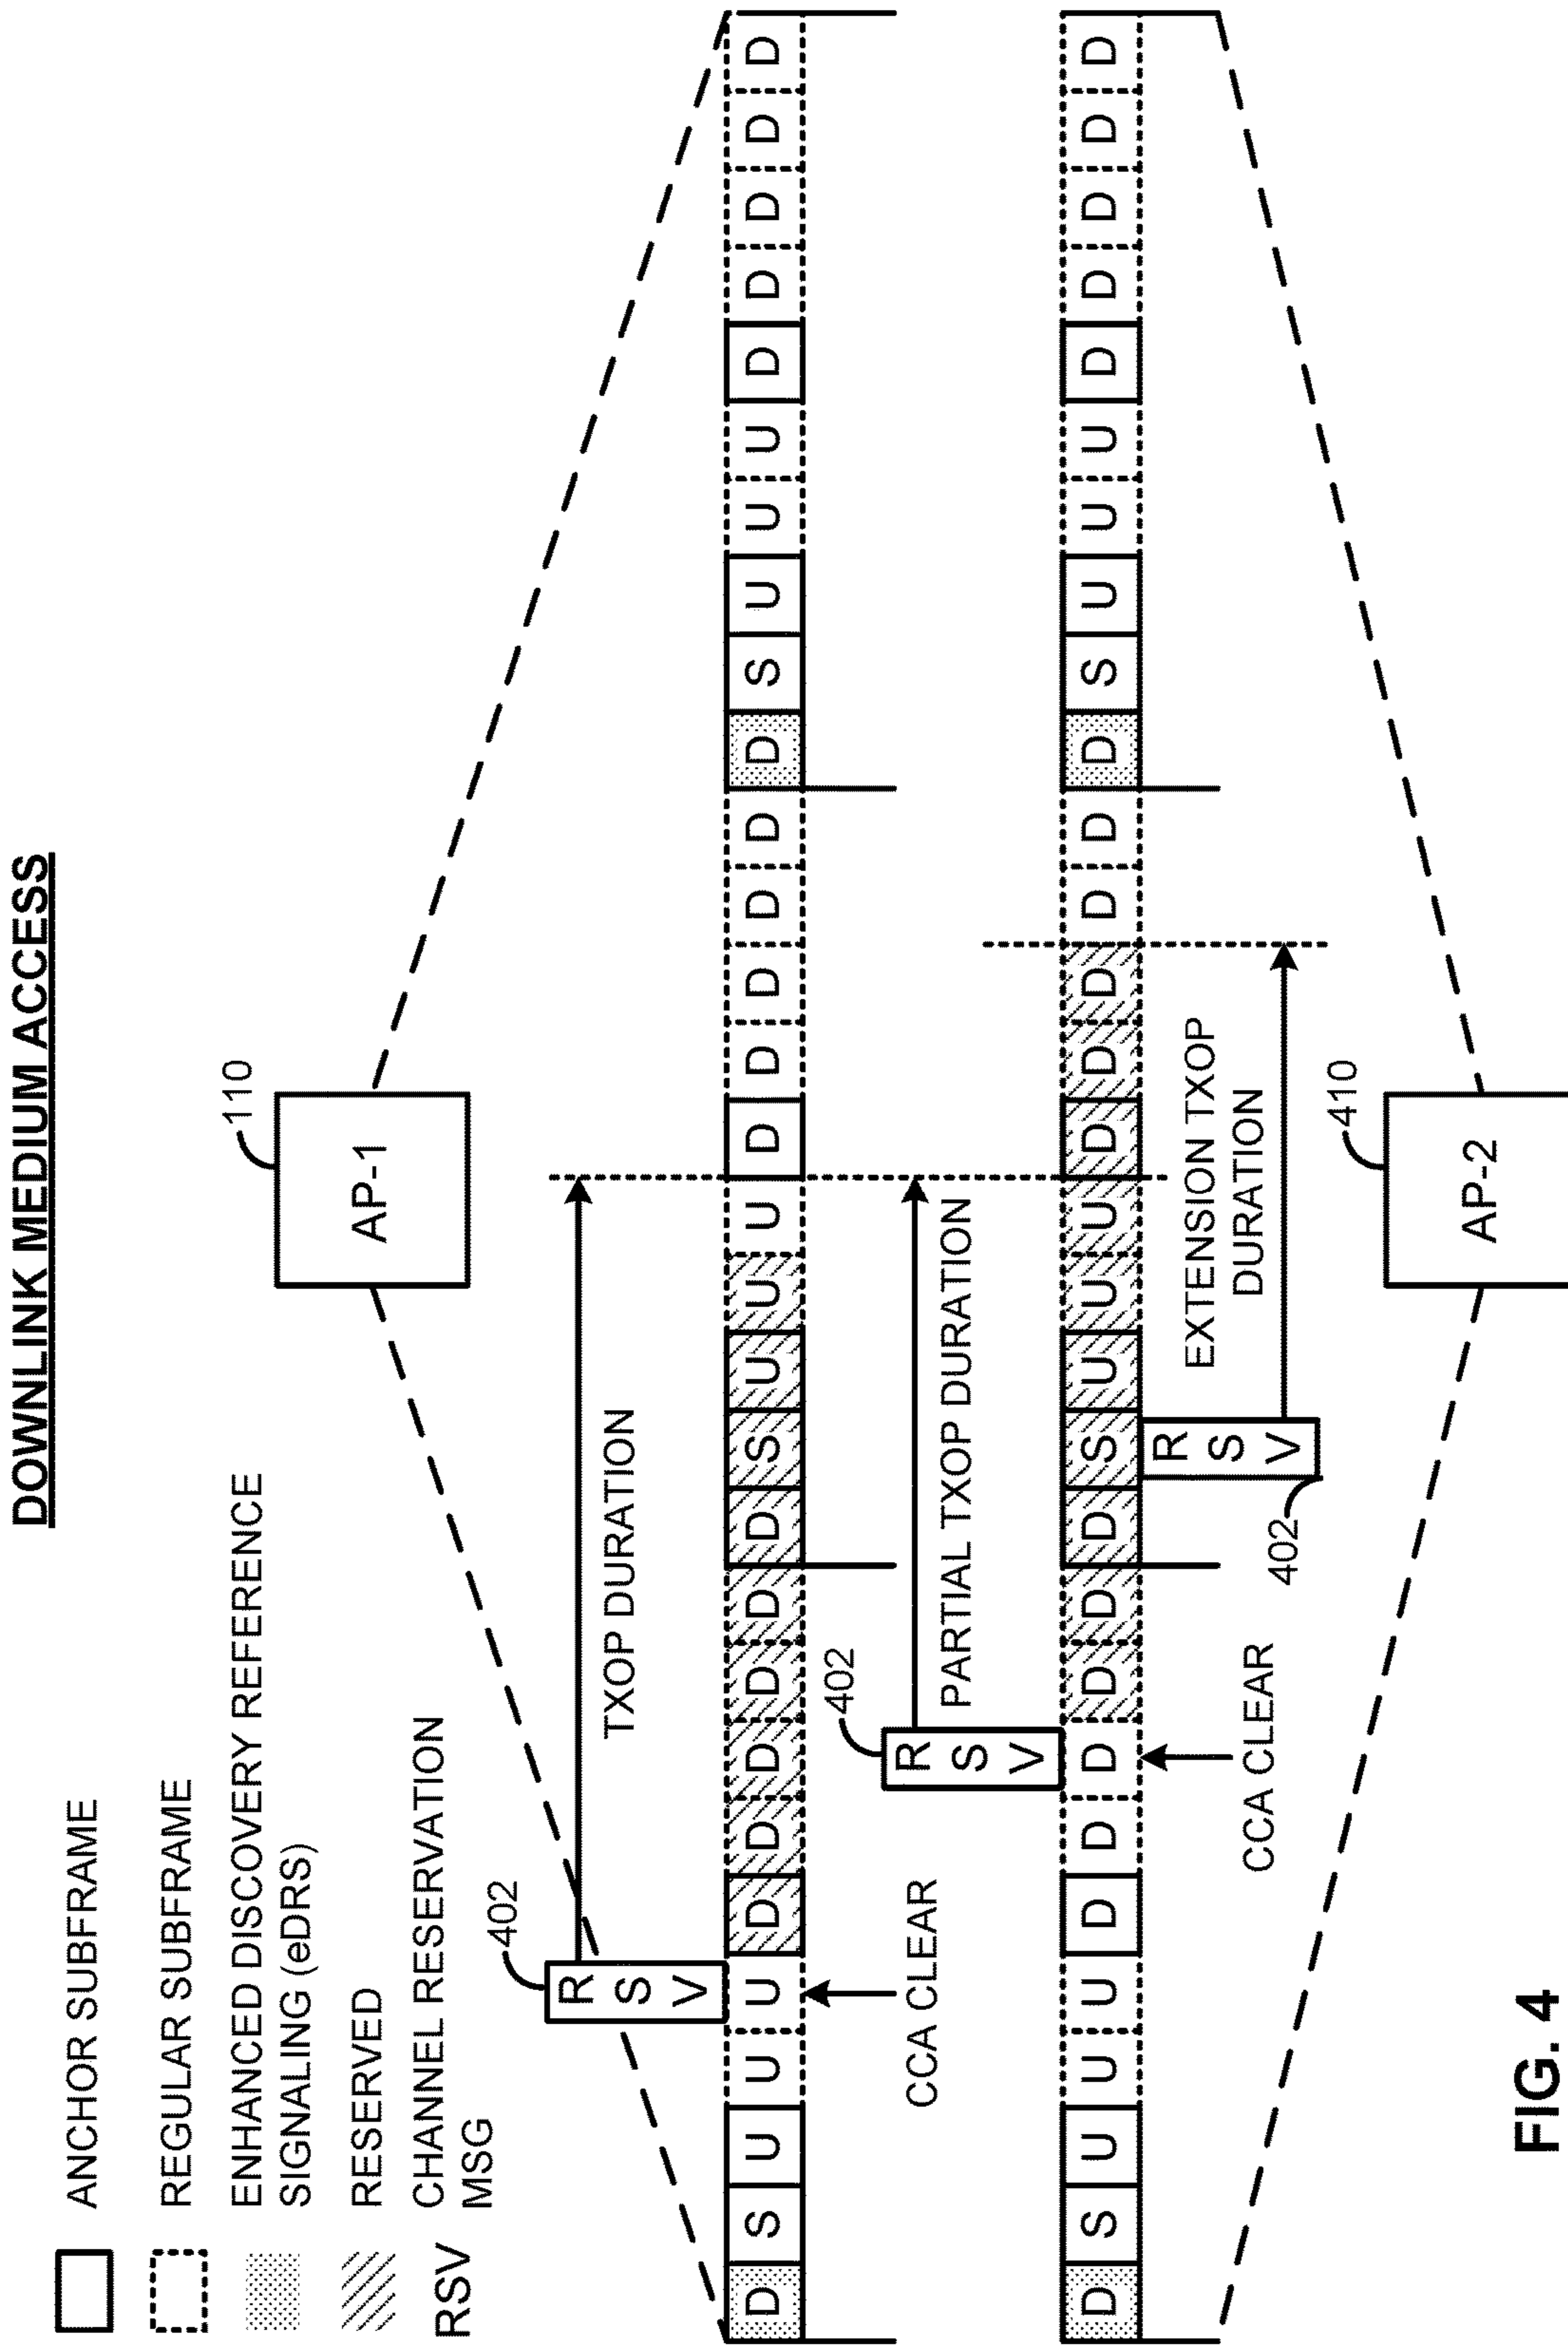 DOWNLINK MEDIUM ACCESS
ANCHOR SUBFRAME
REGULAR SUBFRAME
ENHANCED DISCOVERY REFERENCE
SIGNALING (eDRS)
RESERVED
RSV
CHANNEL RESERVATION
MSG
110
AP-1
402
TXOP DURATION
R
S
V
D S U U U D D D D D D S U U U D D D D D D S U U U D D D D D
CCA CLEAR
402
PARTIAL TXOP DURATION
R
S
V
D S U U U D D D D D D S U U U D D D D D D S U U U D D D D D
CCA CLEAR
R
S
V
402
EXTENSION TXOP
DURATION
410
AP-2
FIG. 4